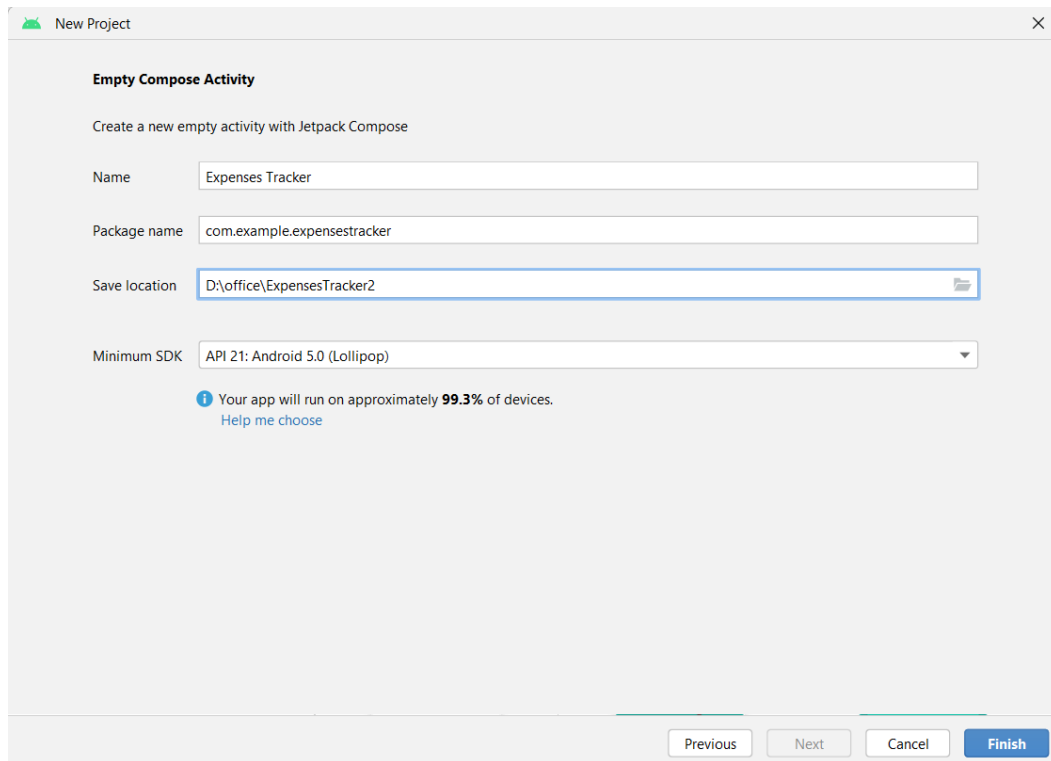 New Project
Empty Compose Activity
Create a new empty activity with Jetpack Compose
Name Expenses Tracker
Package name com.example.expensestracker
Save location D:\office\ExpensesTracker2
Minimum SDK API 21: Android 5.0 (Lollipop)
Your app will run on approximately 99.3% of devices.
Help me choose
Previous Next Cancel Finish